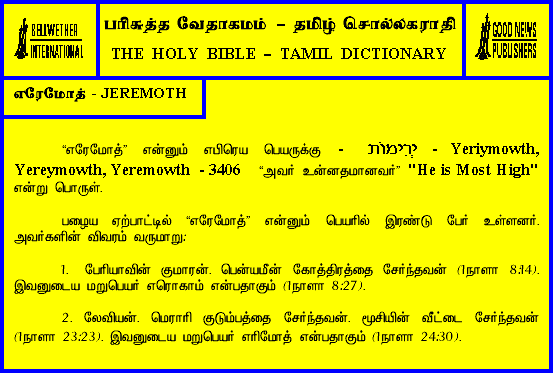 BELLWETHER
INTERNATIONAL
பரிசுத்த வேதாகமம் – தமிழ் சொல்லகராதி
THE HOLY BIBLE – TAMIL DICTIONARY
GOOD NEWS
PUBLISHERS
எரேமோத் - JEREMOTH
“எரேமோத்” என்னும் எபிரெய பெயருக்கு - יְרִימוֹת - Yeriymowth,
Yereymowth, Yeremowth - 3406 “அவர் உன்னதமானவர்” "He is Most High"
என்று பொருள்.
பழைய ஏற்பாட்டில் “எரேமோத்” என்னும் பெயரில் இரண்டு பேர் உள்ளனர்.
அவர்களின் விவரம் வருமாறு:
1. பேரியாவின் குமாரன். பென்யமீன் கோத்திரத்தை சேர்ந்தவன் (1நாளா 8:14).
இவனுடைய மறுபெயர் எரொகாம் என்பதாகும் (1நாளா 8:27).
2. லேவியன். மெராரி குடும்பத்தை சேர்ந்தவன். மூசியின் வீட்டை சேர்ந்தவன்
(1நாளா 23:23). இவனுடைய மறுபெயர் எரிமோத் என்பதாகும் (1நாளா 24:30).